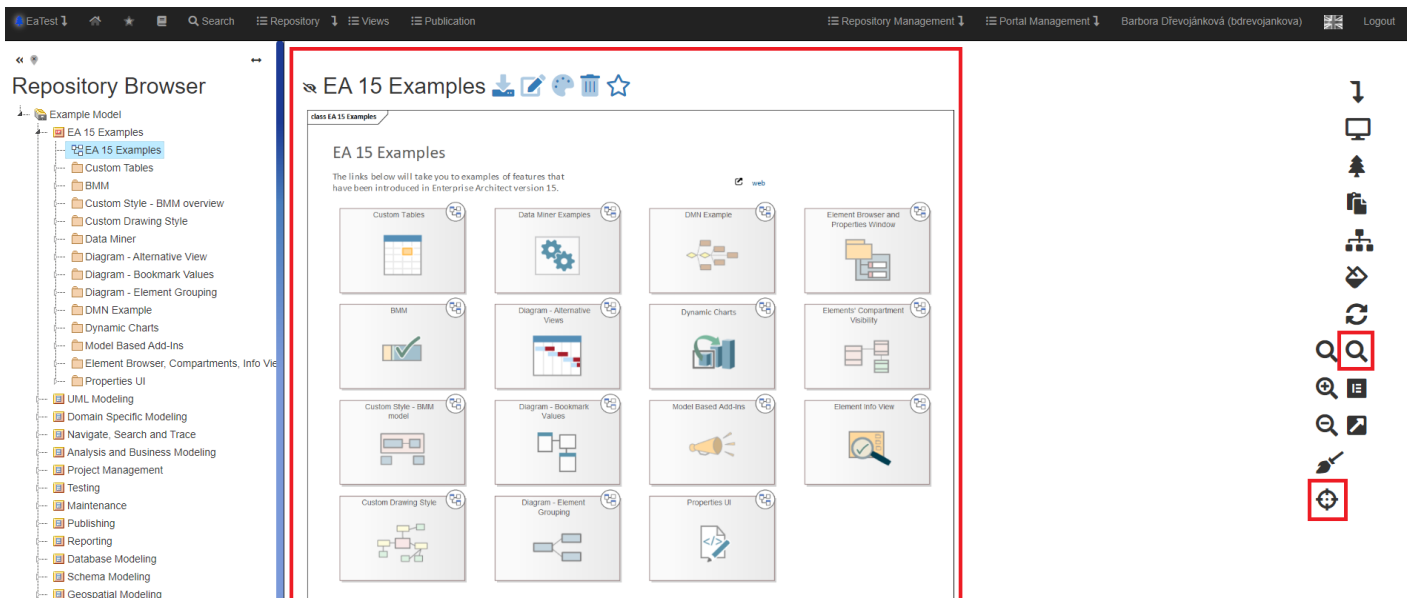 EaTest Search Repository Views Publication Repository Management Portal Management Barbora Dřevojánková (bdrevojankova) Logout
Repository Browser
Example Model
EA 15 Examples
EA 15 Examples
Custom Tables
BMM
Custom Style - BMM overview
Custom Drawing Style
Data Miner
Diagram - Alternative View
Diagram - Bookmark Values
Diagram - Element Grouping
DMN Example
Dynamic Charts
Model Based Add-Ins
Element Browser, Compartments, Info Vie
Properties UI
UML Modeling
Domain Specific Modeling
Navigate, Search and Trace
Analysis and Business Modeling
Project Management
Testing
Maintenance
Publishing
Reporting
Database Modeling
Schema Modeling
Geospatial Modeling
EA 15 Examples
class EA 15 Examples
EA 15 Examples
The links below will take you to examples of features that
have been introduced in Enterprise Architect version 15.
web
Custom Tables
Data Miner Examples
DMN Example
Element Browser and
Properties Window
BMM
Diagram - Alternative
Views
Dynamic Charts
Elements' Compartment
Visibility
Custom Style - BMM
model
Diagram - Bookmark
Values
Model Based Add-Ins
Element Info View
Custom Drawing Style
Diagram - Element
Grouping
Properties UI